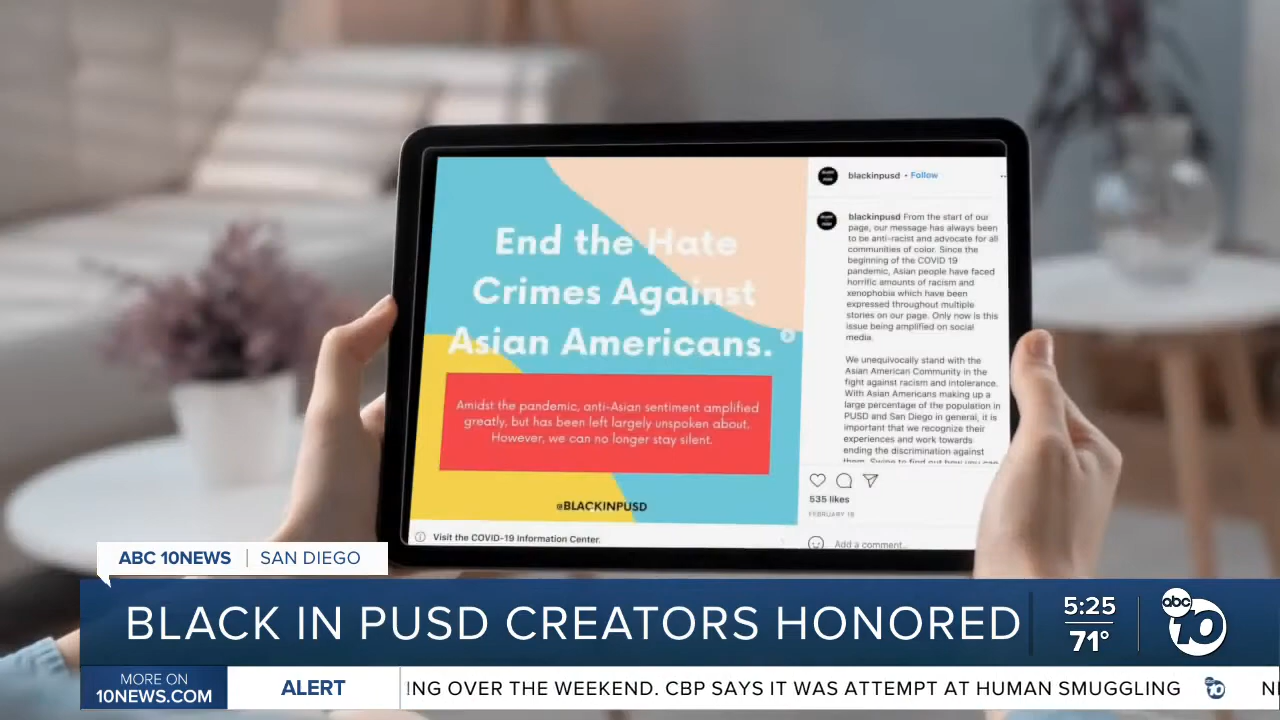 End the Hate
Crimes Against
Asian Americans.
Amidst the pandemic, anti-Asian sentiment amplified
greatly, but has been left largely unspoken about.
However, we can no longer stay silent.
@BLACKINPUSD
Visit the COVID-19 Information Center.
blackinpusd • Follow
blackinpusd From the start of our
page, our message has always been
to be anti-racist and advocate for all
communities of color. Since the
beginning of the COVID 19
pandemic, Asian people have faced
horrific amounts of racism and
xenophobia which have been
expressed throughout multiple
stories on our page. Only now is this
issue being amplified on social
media.
We unequivocally stand with the
Asian American Community in the
fight against racism and intolerance.
With Asian Americans making up a
large percentage of the population in
PUSD and San Diego in general, it is
important that we recognize their
experiences and work towards
ending the discrimination against
them. Swipe to find out how you can
535 likes
FEBRUARY 18
Add a comment...
ABC 10NEWS | SAN DIEGO
BLACK IN PUSD CREATORS HONORED
5:25
71°
abc 10
MORE ON
10NEWS.COM
ALERT
ING OVER THE WEEKEND. CBP SAYS IT WAS ATTEMPT AT HUMAN SMUGGLING